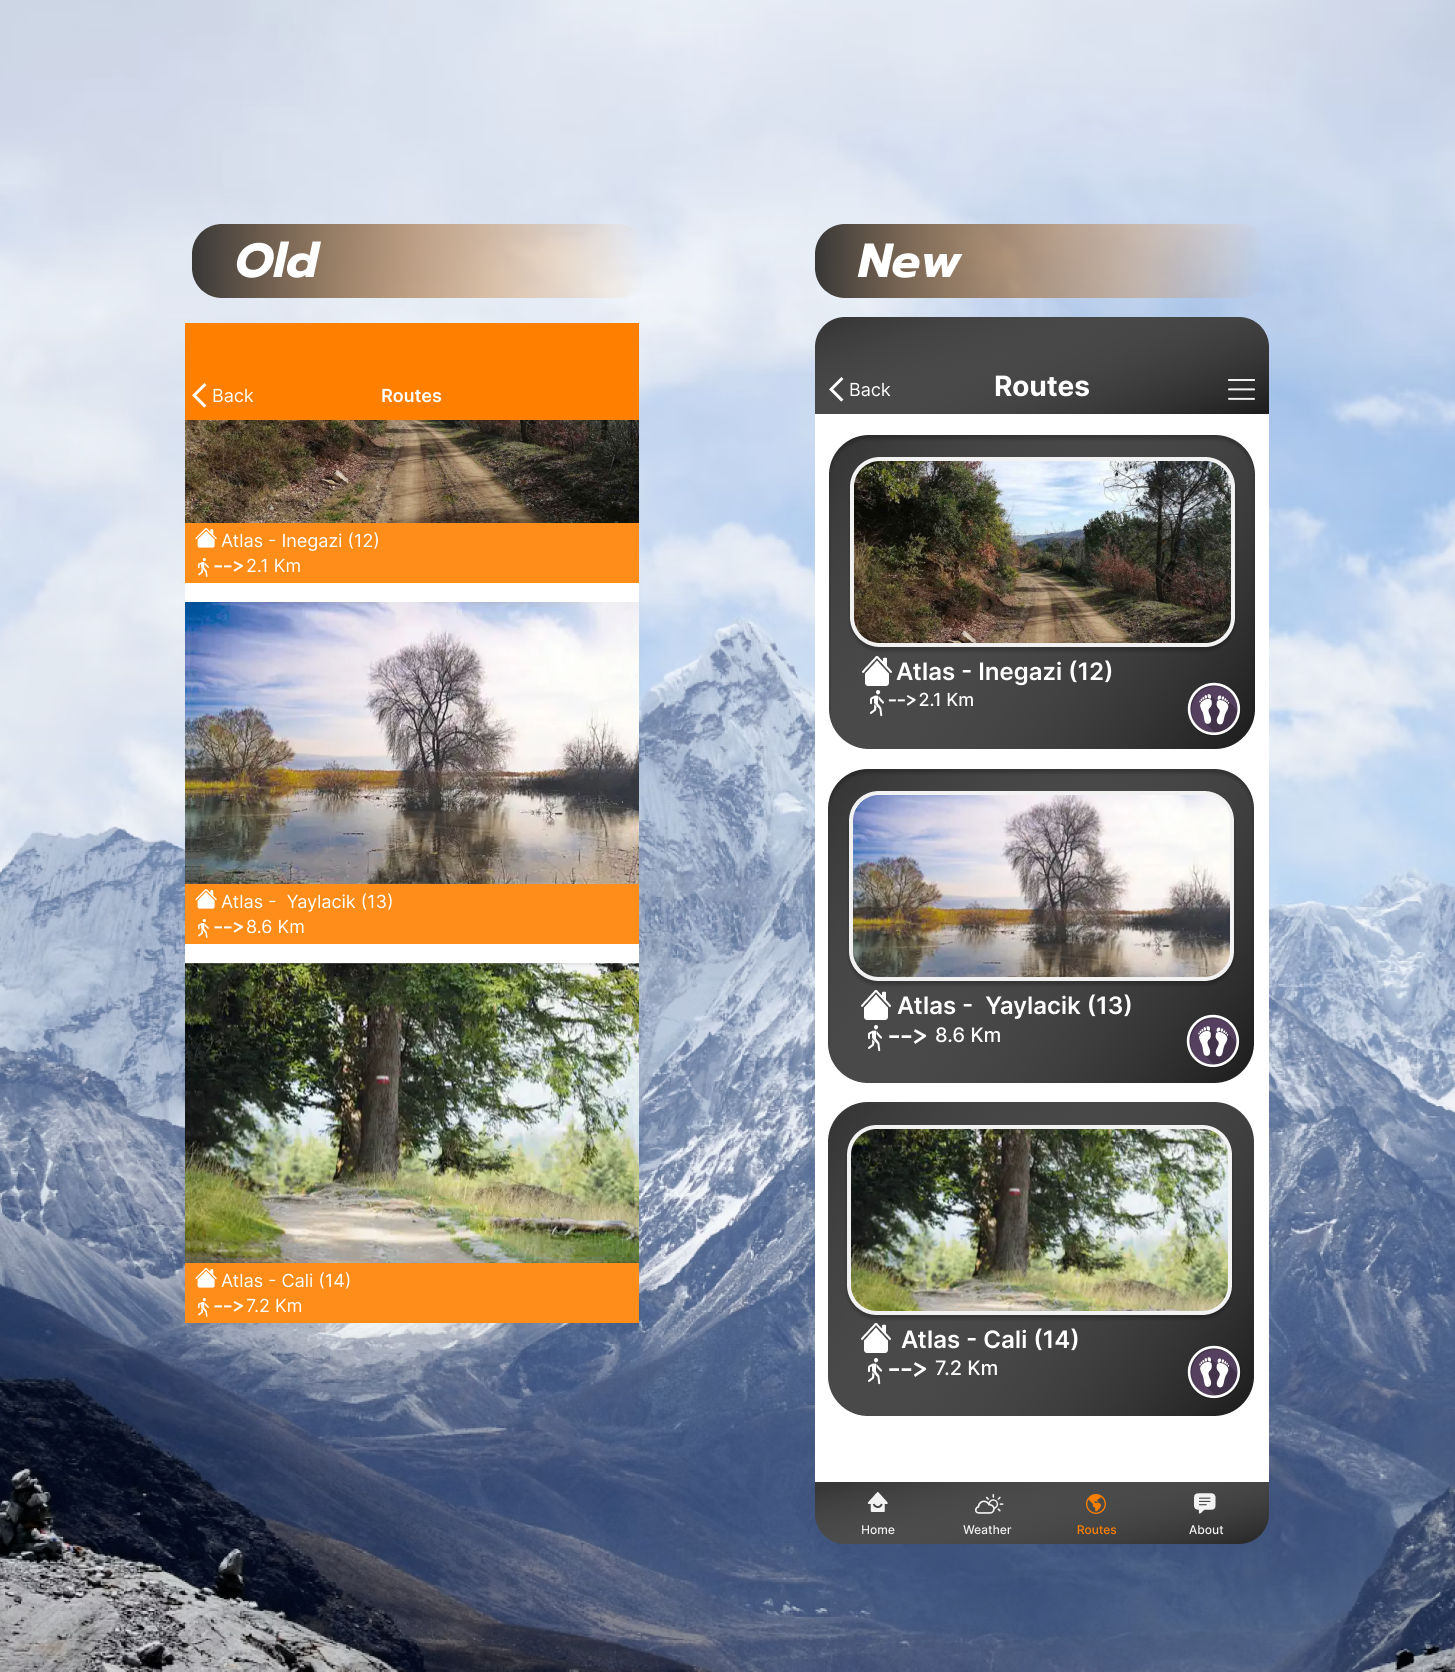 Old
Back
Routes
Atlas - Inegazi (12)
-->2.1 Km
Atlas -  Yaylacik (13)
-->8.6 Km
Atlas - Cali (14)
-->7.2 Km
New
Back
Routes
Atlas - Inegazi (12)
-->2.1 Km
Atlas -  Yaylacik (13)
--> 8.6 Km
Atlas - Cali (14)
--> 7.2 Km
Home
Weather
Routes
About